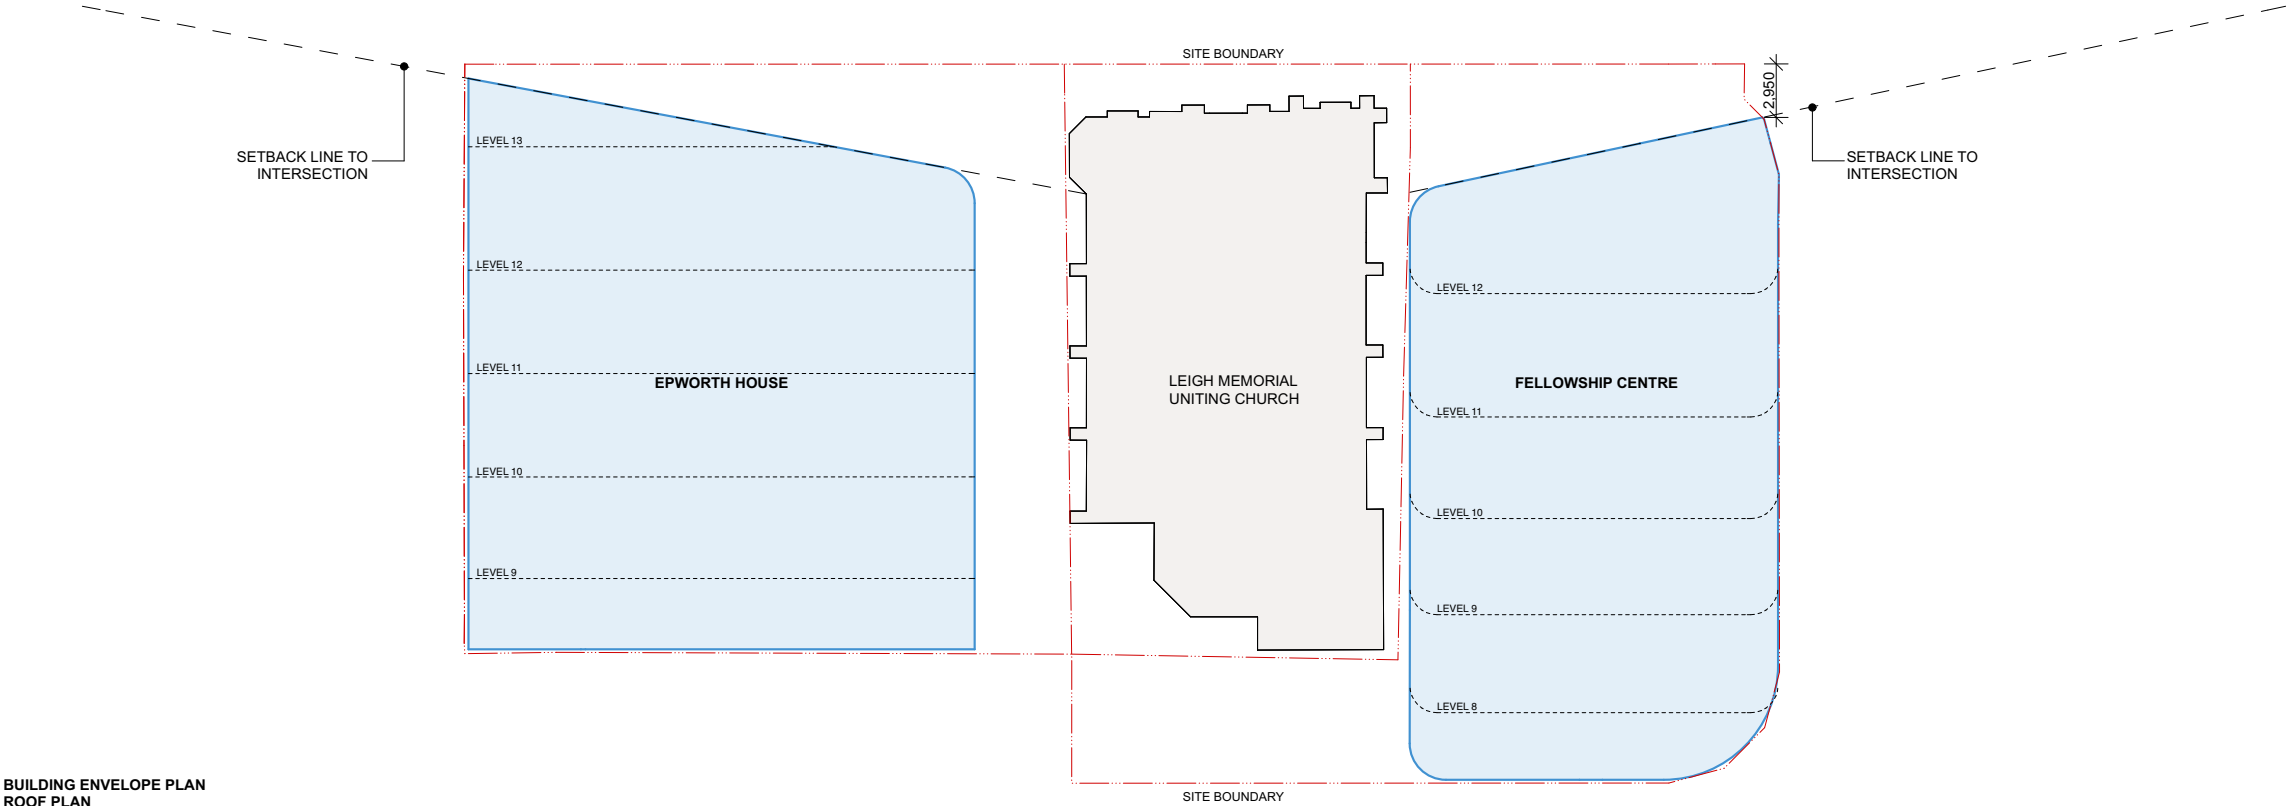 SITE BOUNDARY
2,950
LEVEL 13
SETBACK LINE TO
INTERSECTION
SETBACK LINE TO
INTERSECTION
LEVEL 12
LEVEL 12
LEVEL 11
EPWORTH HOUSE
LEIGH MEMORIAL
UNITING CHURCH
FELLOWSHIP CENTRE
LEVEL 11
LEVEL 10
LEVEL 10
LEVEL 9
LEVEL 9
LEVEL 8
BUILDING ENVELOPE PLAN
ROOF PLAN
SITE BOUNDARY